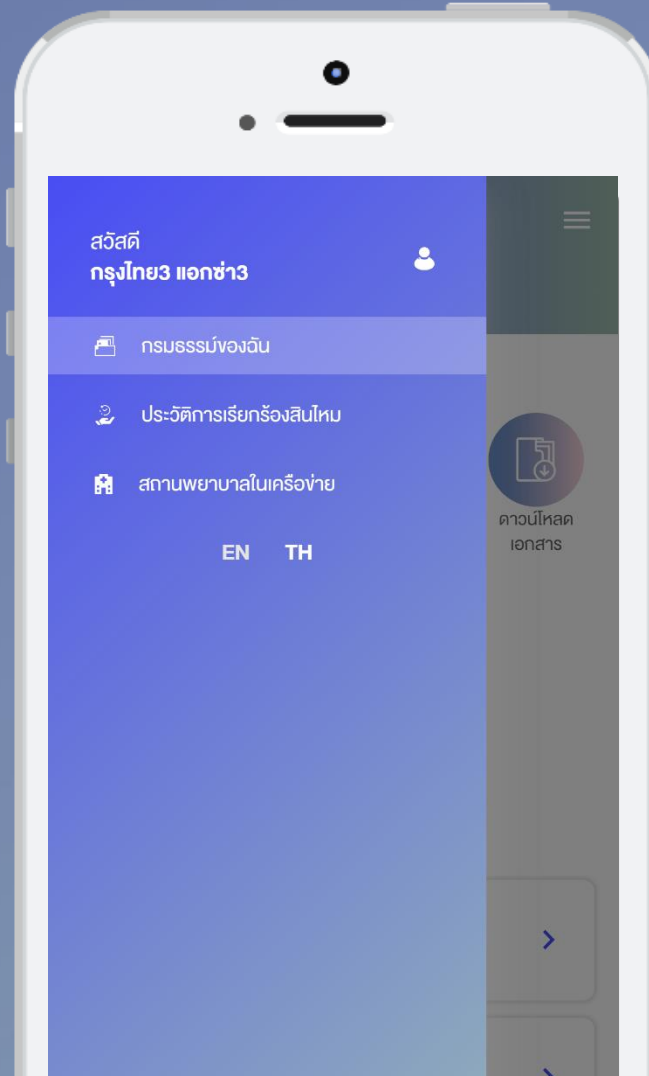 สวัสดี
กรุงไทย3 แอกซ่า3
กรมธรรม์ของฉัน
ประวัติการเรียกร้องสินไหม
สถานพยาบาลในเครือข่าย
EN TH
ดาวน์โหลด
เอกสาร